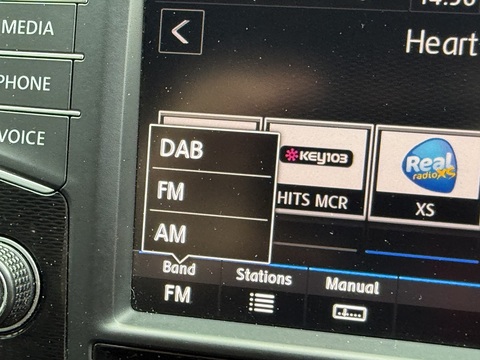 MEDIA
PHONE
VOICE
Heart
DAB
FM
AM
KEY103
HITS MCR
Real
radio XS
XS
Band
FM
Stations
Manual